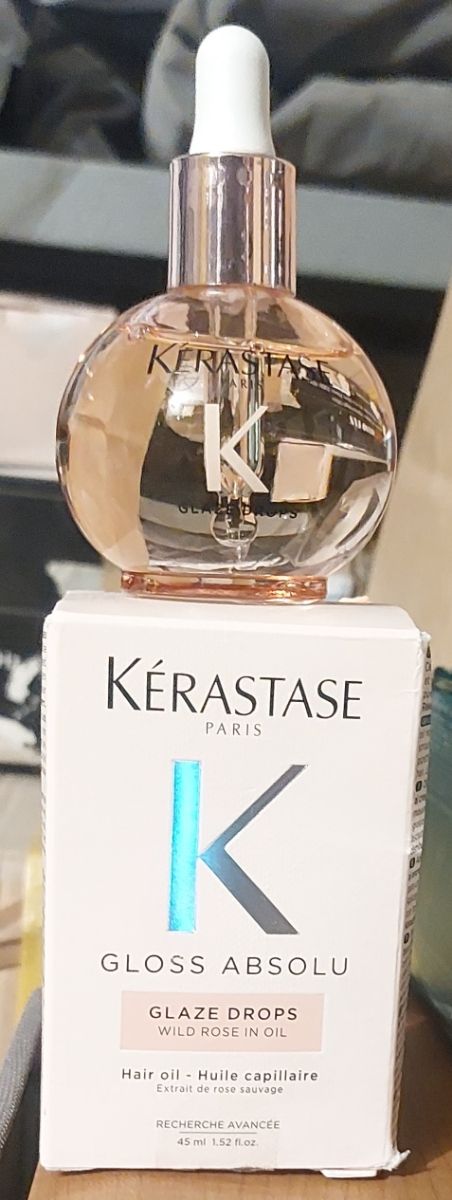 KÉRASTASE
PARIS
K
GLAZE DROPS
KÉRASTASE
PARIS
K
GLOSS ABSOLU
GLAZE DROPS
WILD ROSE IN OIL
Hair oil - Huile capillaire
Extrait de rose sauvage
RECHERCHE AVANCÉE
45 ml 1.52 fl.oz.